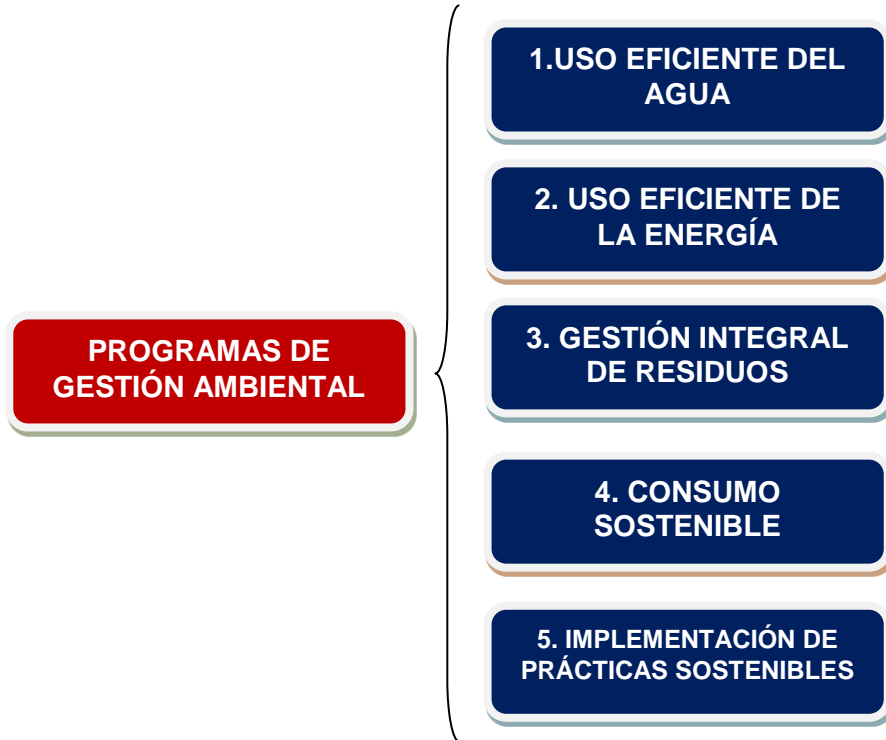 1.USO EFICIENTE DEL
AGUA
2. USO EFICIENTE DE
LA ENERGÍA
PROGRAMAS DE
GESTIÓN AMBIENTAL
3. GESTIÓN INTEGRAL
DE RESIDUOS
4. CONSUMO
SOSTENIBLE
5. IMPLEMENTACIÓN DE
PRÁCTICAS SOSTENIBLES